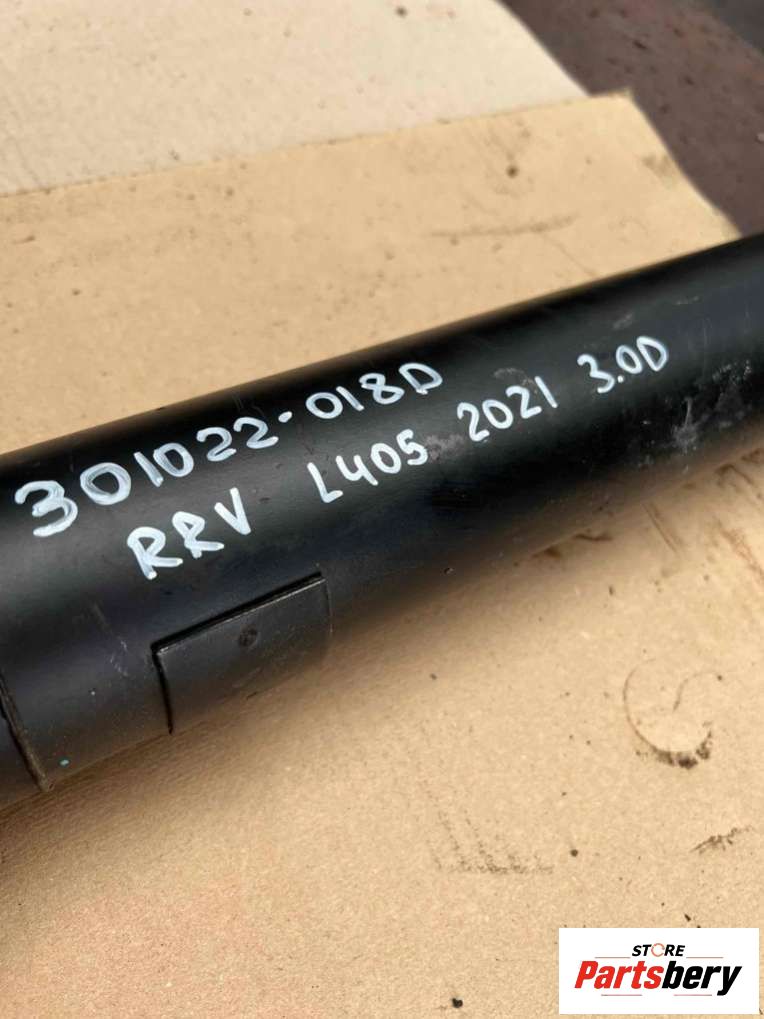 301022-018D
RRV L405 2021 3.0D
STORE
Partsbery